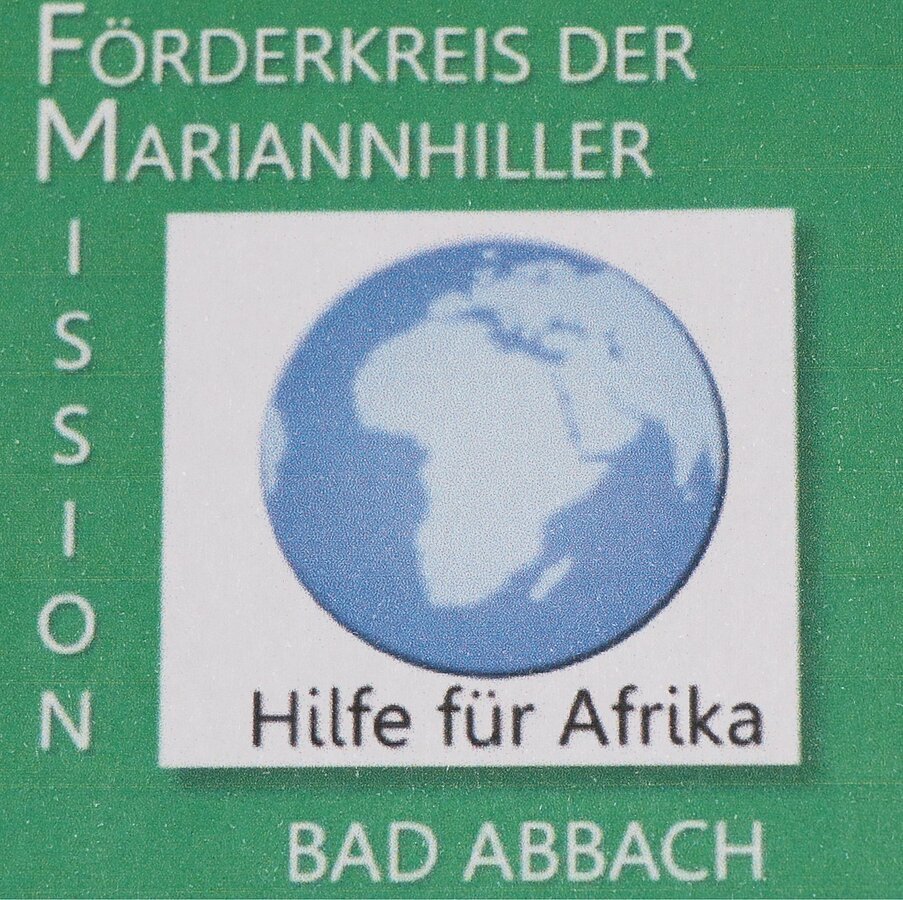 FÖRDERKREIS DER
MARIANNHILLER
MISSION
Hilfe für Afrika
BAD ABBACH